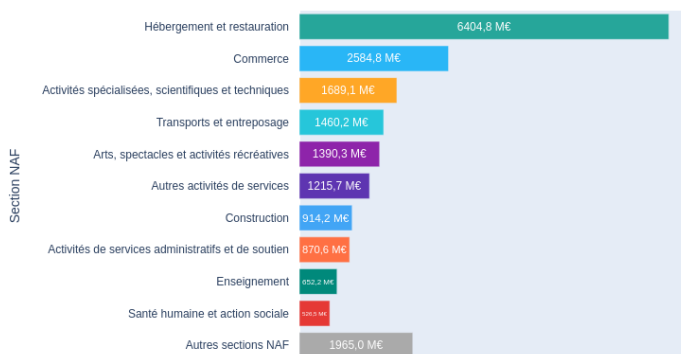 Hébergement et restauration 6404,8 M€
Commerce 2584,8 M€
Activités spécialisées, scientifiques et techniques 1689,1 M€
Transports et entreposage 1460,2 M€
Arts, spectacles et activités récréatives 1390,3 M€
Autres activités de services 1215,7 M€
Section NAF
Construction 914,2 M€
Activités de services administratifs et de soutien 870,6 M€
Enseignement 652,2 M€
Santé humaine et action sociale M€
Autres sections NAF 1965,0 M€